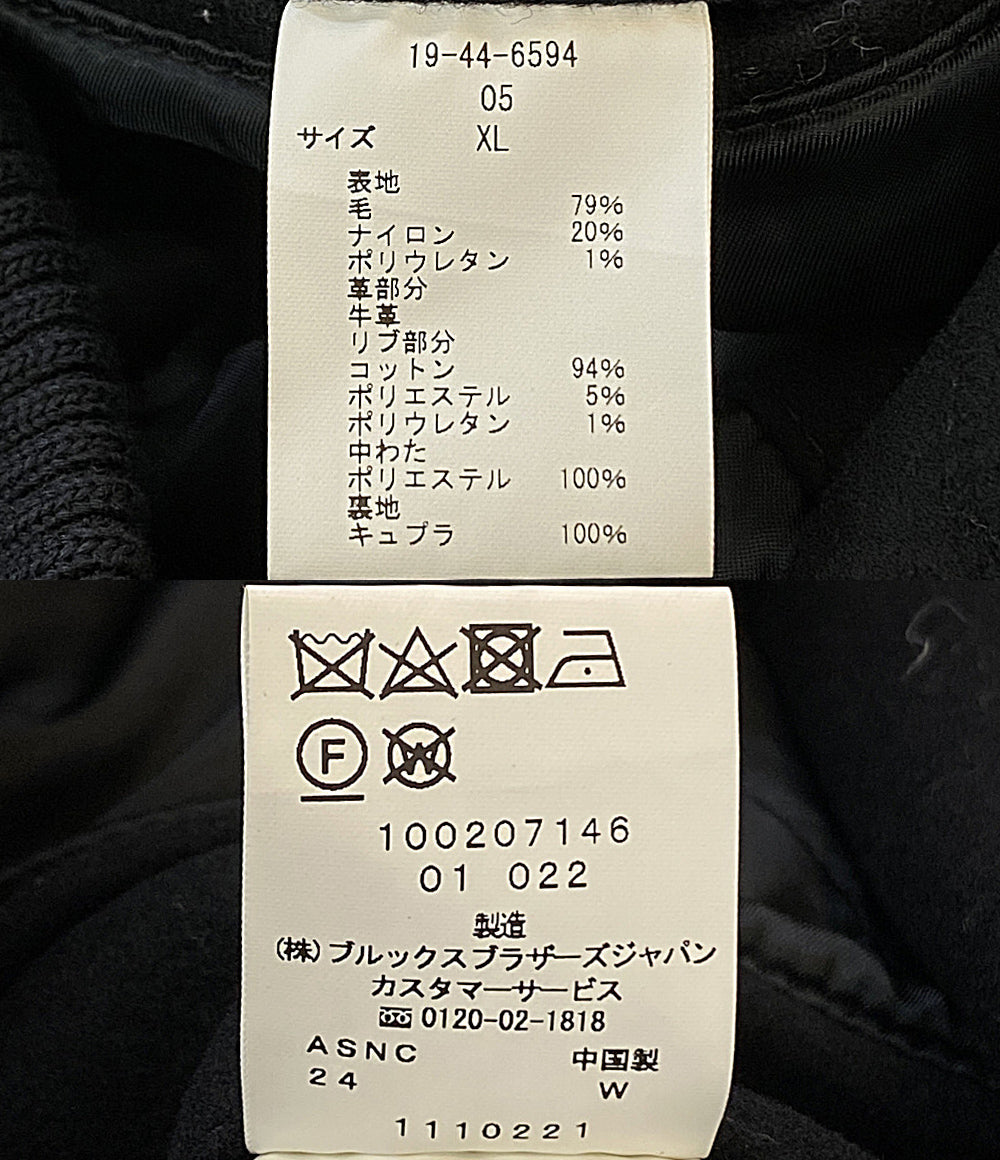 19-44-6594
05
サイズ XL
表地
毛 79%
ナイロン 20%
ポリウレタン 1%
革部分
牛革
リブ部分
コットン 94%
ポリエステル 5%
ポリウレタン 1%
中わた
ポリエステル 100%
裏地
キュプラ 100%
F W
100207146
01 022
製造
(株)ブルックスブラザーズジャパン
カスタマーサービス
0120-02-1818
ASNC 中国製
24 W
1110221